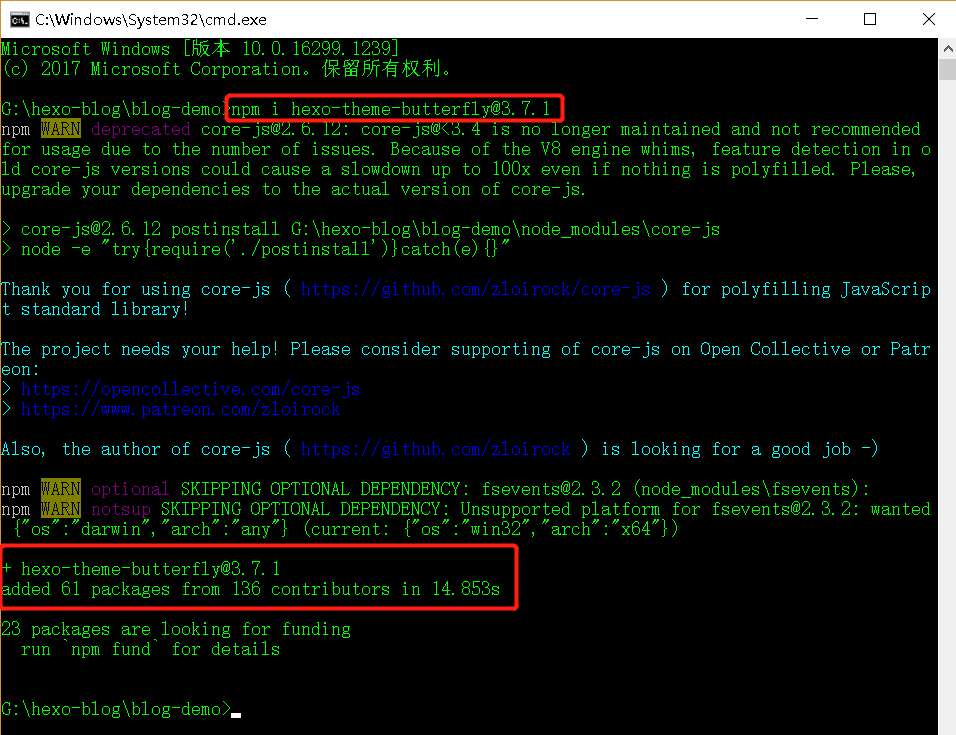 C:\Windows\System32\cmd.exe
Microsoft Windows [版本 10.0.16299.1239]
(c) 2017 Microsoft Corporation。保留所有权利。
G:\hexo-blog\blog-demo>npm i hexo-theme-butterfly@3.7.1
npm WARN deprecated core-js@2.6.12: core-js@<3.4 is no longer maintained and not recommended
for usage due to the number of issues. Because of the V8 engine whims, feature detection in o
ld core-js versions could cause a slowdown up to 100x even if nothing is polyfilled. Please,
upgrade your dependencies to the actual version of core-js.
> core-js@2.6.12 postinstall G:\hexo-blog\blog-demo\node_modules\core-js
> node -e "try{require('./postinstall')}catch(e){}"
Thank you for using core-js ( https://github.com/zloirock/core-js ) for polyfilling JavaScrip
t standard library!
The project needs your help! Please consider supporting of core-js on Open Collective or Patr
eon:
> https://opencollective.com/core-js
> https://www.patreon.com/zloirock
Also, the author of core-js ( https://github.com/zloirock ) is looking for a good job -)
npm WARN optional SKIPPING OPTIONAL DEPENDENCY: fsevents@2.3.2 (node_modules\fsevents):
npm WARN notsup SKIPPING OPTIONAL DEPENDENCY: Unsupported platform for fsevents@2.3.2: wanted
{"os":"darwin","arch":"any"} (current: {"os":"win32","arch":"x64"})
+ hexo-theme-butterfly@3.7.1
added 61 packages from 136 contributors in 14.853s
23 packages are looking for funding
run `npm fund` for details
G:\hexo-blog\blog-demo>